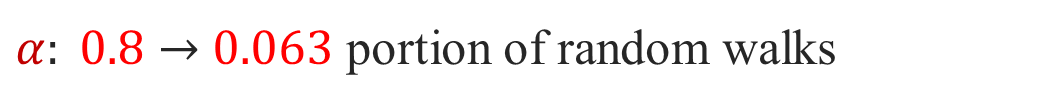 α: 0.8 → 0.063 portion of random walks